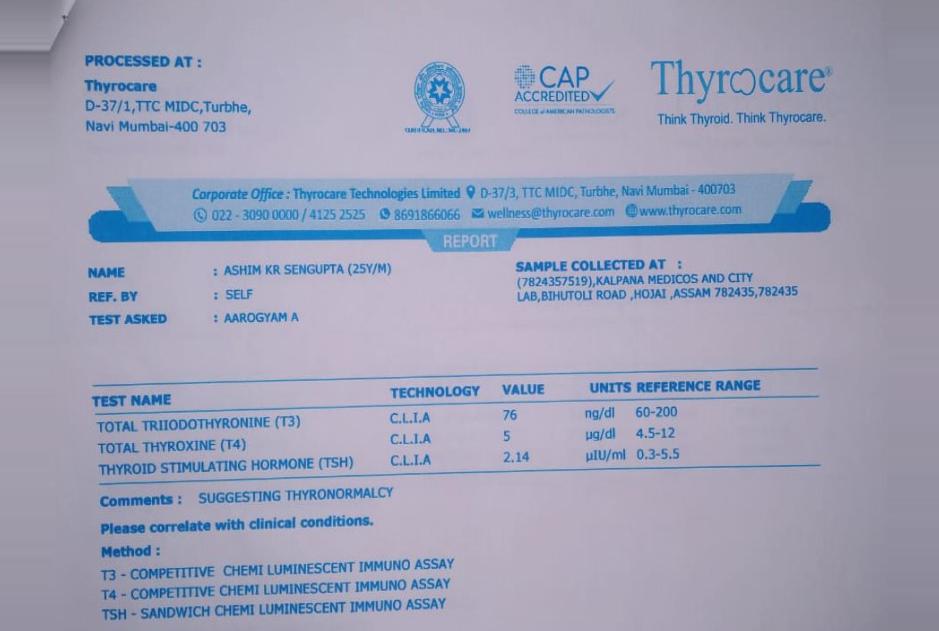 PROCESSED AT :
Thyrocare
D-37/1,TTC MIDC,Turbhe,
Navi Mumbai-400 703
CAP
ACCREDITED
COLLEGE of AMERICAN PATHOLOGISTS
Thyrocare®
Think Thyroid. Think Thyrocare.
Corporate Office : Thyrocare Technologies Limited D-37/3, TTC MIDC, Turbhe, Navi Mumbai - 400703
022 - 3090 0000 / 4125 2525 8691866066 wellness@thyrocare.com www.thyrocare.com
REPORT
NAME : ASHIM KR SENGUPTA (25Y/M)
REF. BY : SELF
TEST ASKED : AAROGYAM A
SAMPLE COLLECTED AT :
(7824357519),KALPANA MEDICOS AND CITY
LAB,BIHUTOLI ROAD ,HOJAI ,ASSAM 782435,782435
TEST NAME TECHNOLOGY VALUE UNITS REFERENCE RANGE
TOTAL TRIIODOTHYRONINE (T3) C.L.I.A 76 ng/dl 60-200
TOTAL THYROXINE (T4) C.L.I.A 5 µg/dl 4.5-12
THYROID STIMULATING HORMONE (TSH) C.L.I.A 2.14 µIU/ml 0.3-5.5
Comments : SUGGESTING THYRONORMALCY
Please correlate with clinical conditions.
Method :
T3 - COMPETITIVE CHEMI LUMINESCENT IMMUNO ASSAY
T4 - COMPETITIVE CHEMI LUMINESCENT IMMUNO ASSAY
TSH - SANDWICH CHEMI LUMINESCENT IMMUNO ASSAY